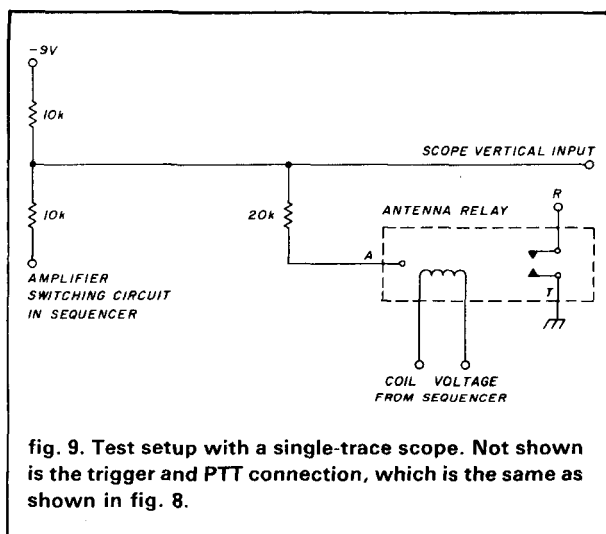 -9V
10k
SCOPE VERTICAL INPUT
10k
20k
ANTENNA RELAY
R
A
T
AMPLIFIER
SWITCHING CIRCUIT
IN SEQUENCER
COIL VOLTAGE
FROM SEQUENCER
fig. 9. Test setup with a single-trace scope. Not shown
is the trigger and PTT connection, which is the same as
shown in fig. 8.